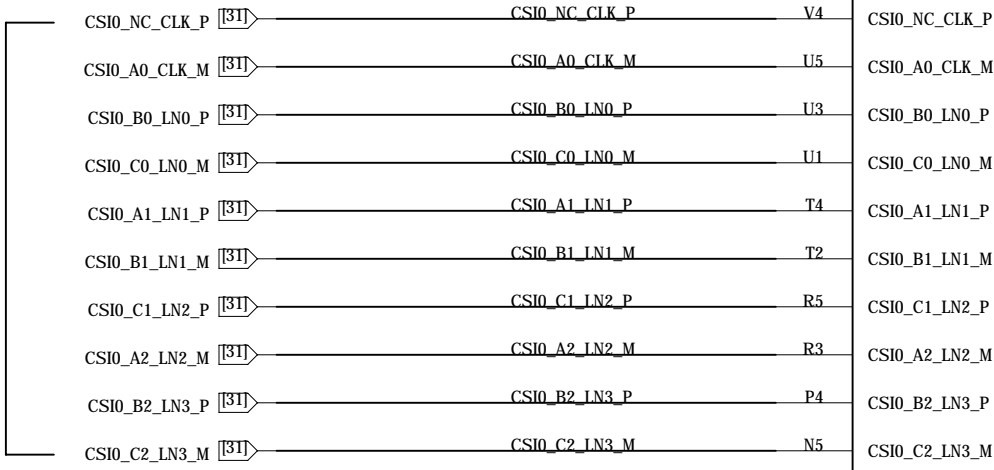 CSI0_NC_CLK_P [31] CSI0_NC_CLK_P V4 CSI0_NC_CLK_P
CSI0_A0_CLK_M [31] CSI0_A0_CLK_M U5 CSI0_A0_CLK_M
CSI0_B0_LN0_P [31] CSI0_B0_LN0_P U3 CSI0_B0_LN0_P
CSI0_C0_LN0_M [31] CSI0_C0_LN0_M U1 CSI0_C0_LN0_M
CSI0_A1_LN1_P [31] CSI0_A1_LN1_P T4 CSI0_A1_LN1_P
CSI0_B1_LN1_M [31] CSI0_B1_LN1_M T2 CSI0_B1_LN1_M
CSI0_C1_LN2_P [31] CSI0_C1_LN2_P R5 CSI0_C1_LN2_P
CSI0_A2_LN2_M [31] CSI0_A2_LN2_M R3 CSI0_A2_LN2_M
CSI0_B2_LN3_P [31] CSI0_B2_LN3_P P4 CSI0_B2_LN3_P
CSI0_C2_LN3_M [31] CSI0_C2_LN3_M N5 CSI0_C2_LN3_M